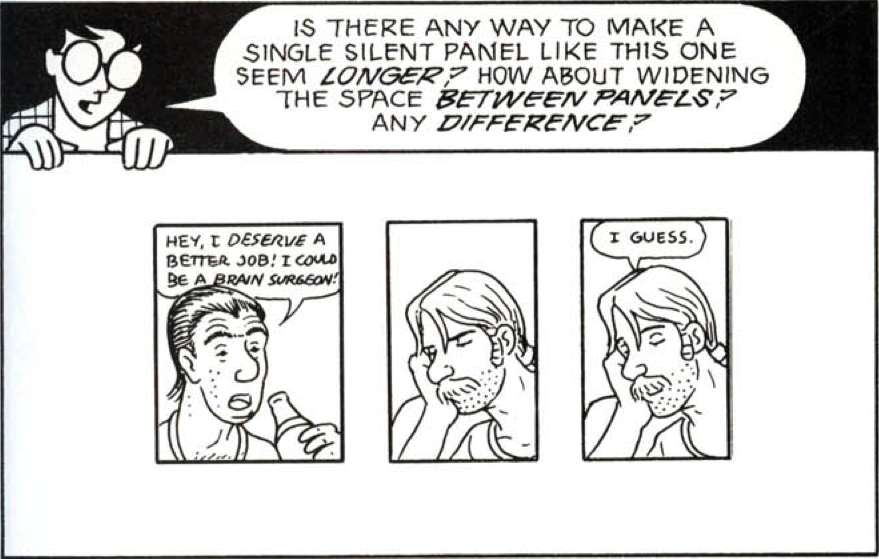 IS THERE ANY WAY TO MAKE A
SINGLE SILENT PANEL LIKE THIS ONE
SEEM LONGER? HOW ABOUT WIDENING
THE SPACE BETWEEN PANELS?
ANY DIFFERENCE?
HEY, I DESERVE A
BETTER JOB! I COULD
BE A BRAIN SURGEON!
I GUESS.